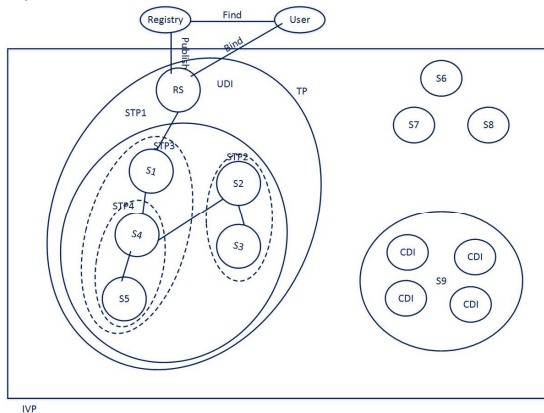 Registry
Find
User
Publish
Bind
RS
UDI
TP
STP1
S6
S7
S8
STP3
S1
STP2
S2
STP4
S4
S3
S5
CDI
CDI
S9
CDI
CDI
IVP